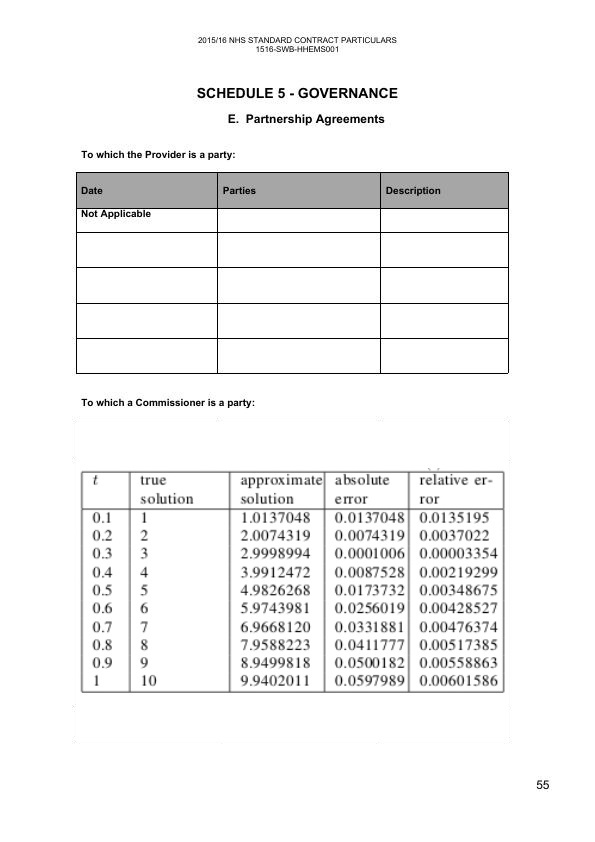 2015/16 NHS STANDARD CONTRACT PARTICULARS
1516-SWB-HHEMS001
SCHEDULE 5 - GOVERNANCE
E. Partnership Agreements
To which the Provider is a party:
Date Parties Description
Not Applicable
To which a Commissioner is a party:
t true approximate absolute relative er-
solution solution error ror
0.1 1 1.0137048 0.0137048 0.0135195
0.2 2 2.0074319 0.0074319 0.0037022
0.3 3 2.9998994 0.0001006 0.00003354
0.4 4 3.9912472 0.0087528 0.00219299
0.5 5 4.9826268 0.0173732 0.00348675
0.6 6 5.9743981 0.0256019 0.00428527
0.7 7 6.9668120 0.0331881 0.00476374
0.8 8 7.9588223 0.0411777 0.00517385
0.9 9 8.9499818 0.0500182 0.00558863
1 10 9.9402011 0.0597989 0.00601586
55